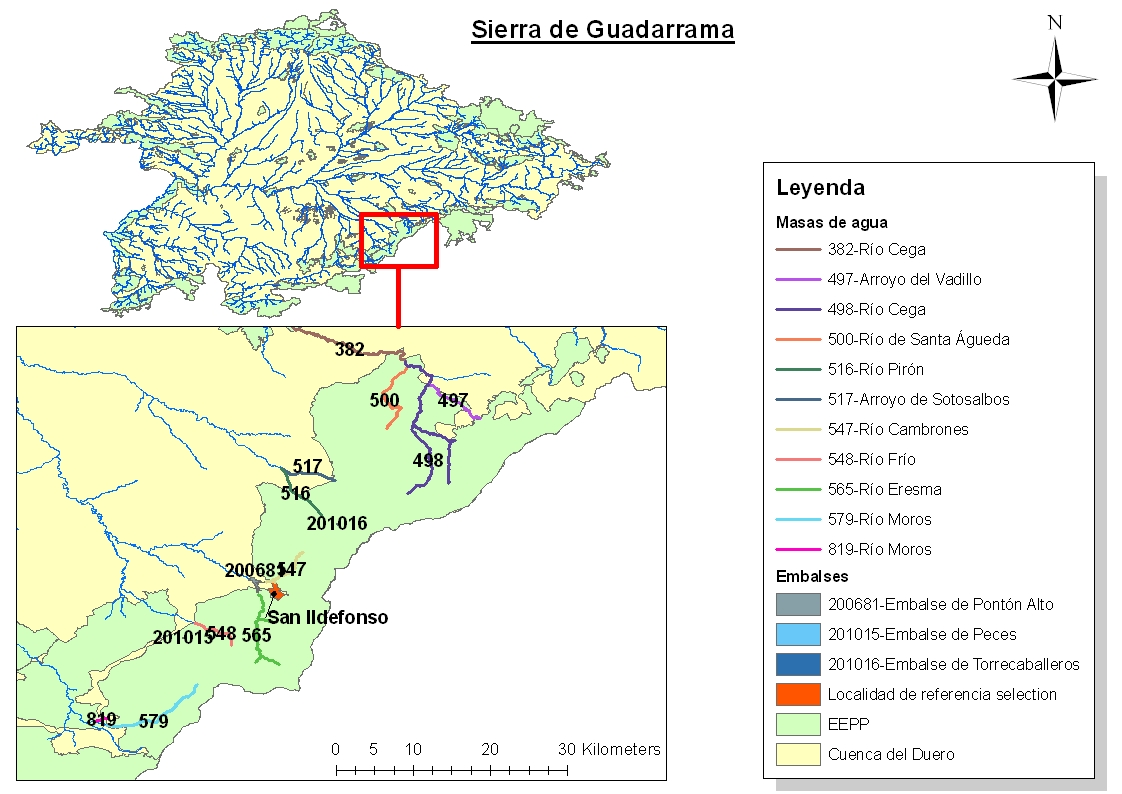 Sierra de Guadarrama
N
Leyenda
Masas de agua
382-Río Cega
497-Arroyo del Vadillo
498-Río Cega
500-Río de Santa Águeda
516-Río Pirón
517-Arroyo de Sotosalbos
547-Río Cambrones
548-Río Frío
565-Río Eresma
579-Río Moros
819-Río Moros
Embalses
200681-Embalse de Pontón Alto
201015-Embalse de Peces
201016-Embalse de Torrecaballeros
Localidad de referencia selection
EEPP
Cuenca del Duero
382
500
497
498
517
516
201016
200681
547
San Ildefonso
201015
548
565
819
579
0 5 10 20 30 Kilometers